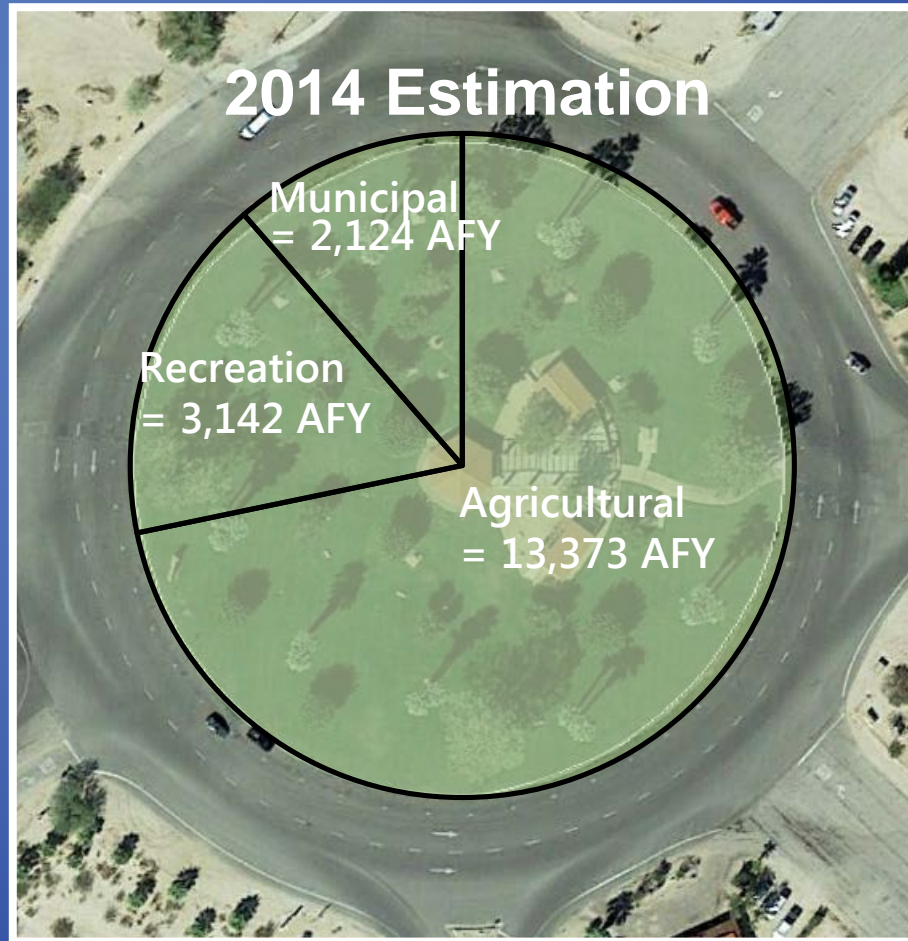 2014 Estimation
Municipal
= 2,124 AFY
Recreation
= 3,142 AFY
Agricultural
= 13,373 AFY